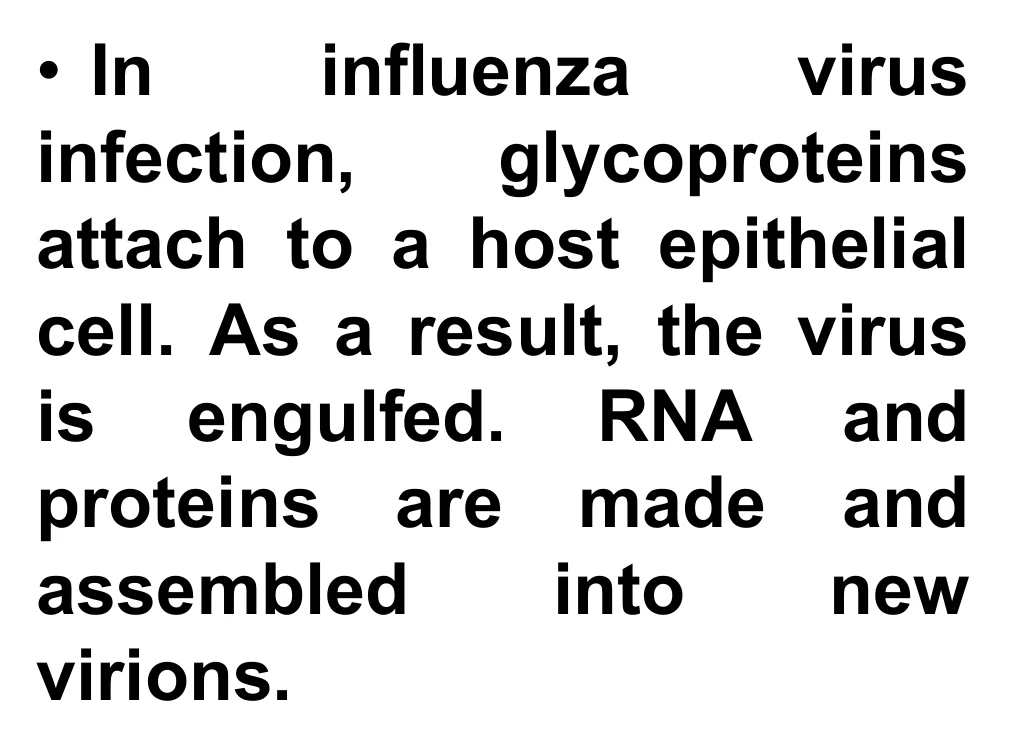 • In influenza virus
infection, glycoproteins
attach to a host epithelial
cell. As a result, the virus
is engulfed. RNA and
proteins are made and
assembled into new
virions.